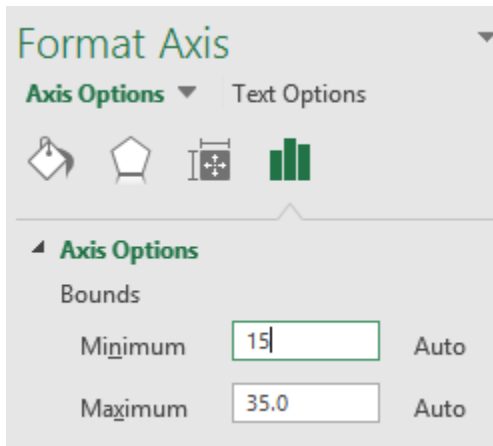 Format Axis
Axis Options Text Options
Axis Options
Bounds
Minimum 15 Auto
Maximum 35.0 Auto